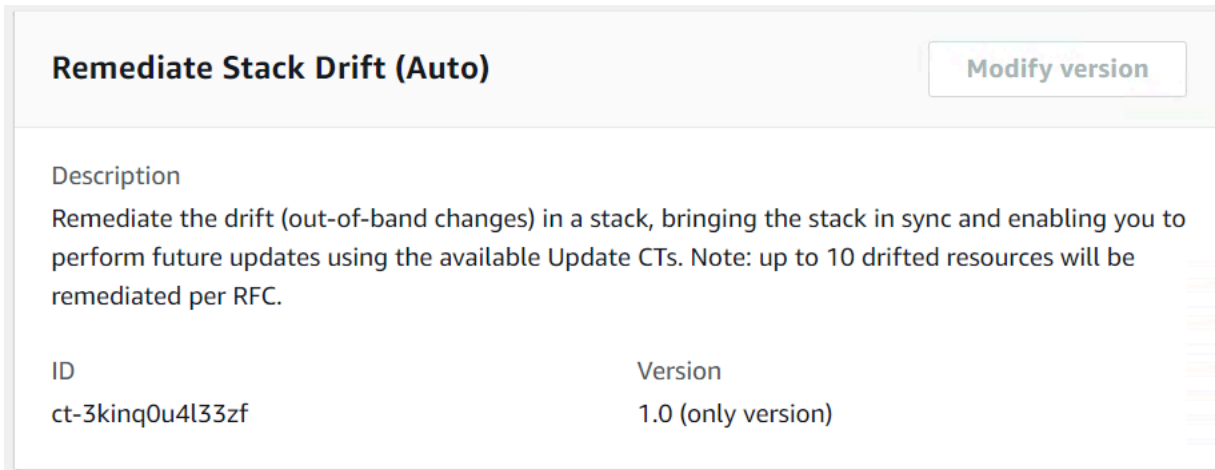 Remediate Stack Drift (Auto)
Modify version
Description
Remediate the drift (out-of-band changes) in a stack, bringing the stack in sync and enabling you to
perform future updates using the available Update CTs. Note: up to 10 drifted resources will be
remediated per RFC.
ID
Version
ct-3kinq0u4l33zf
1.0 (only version)